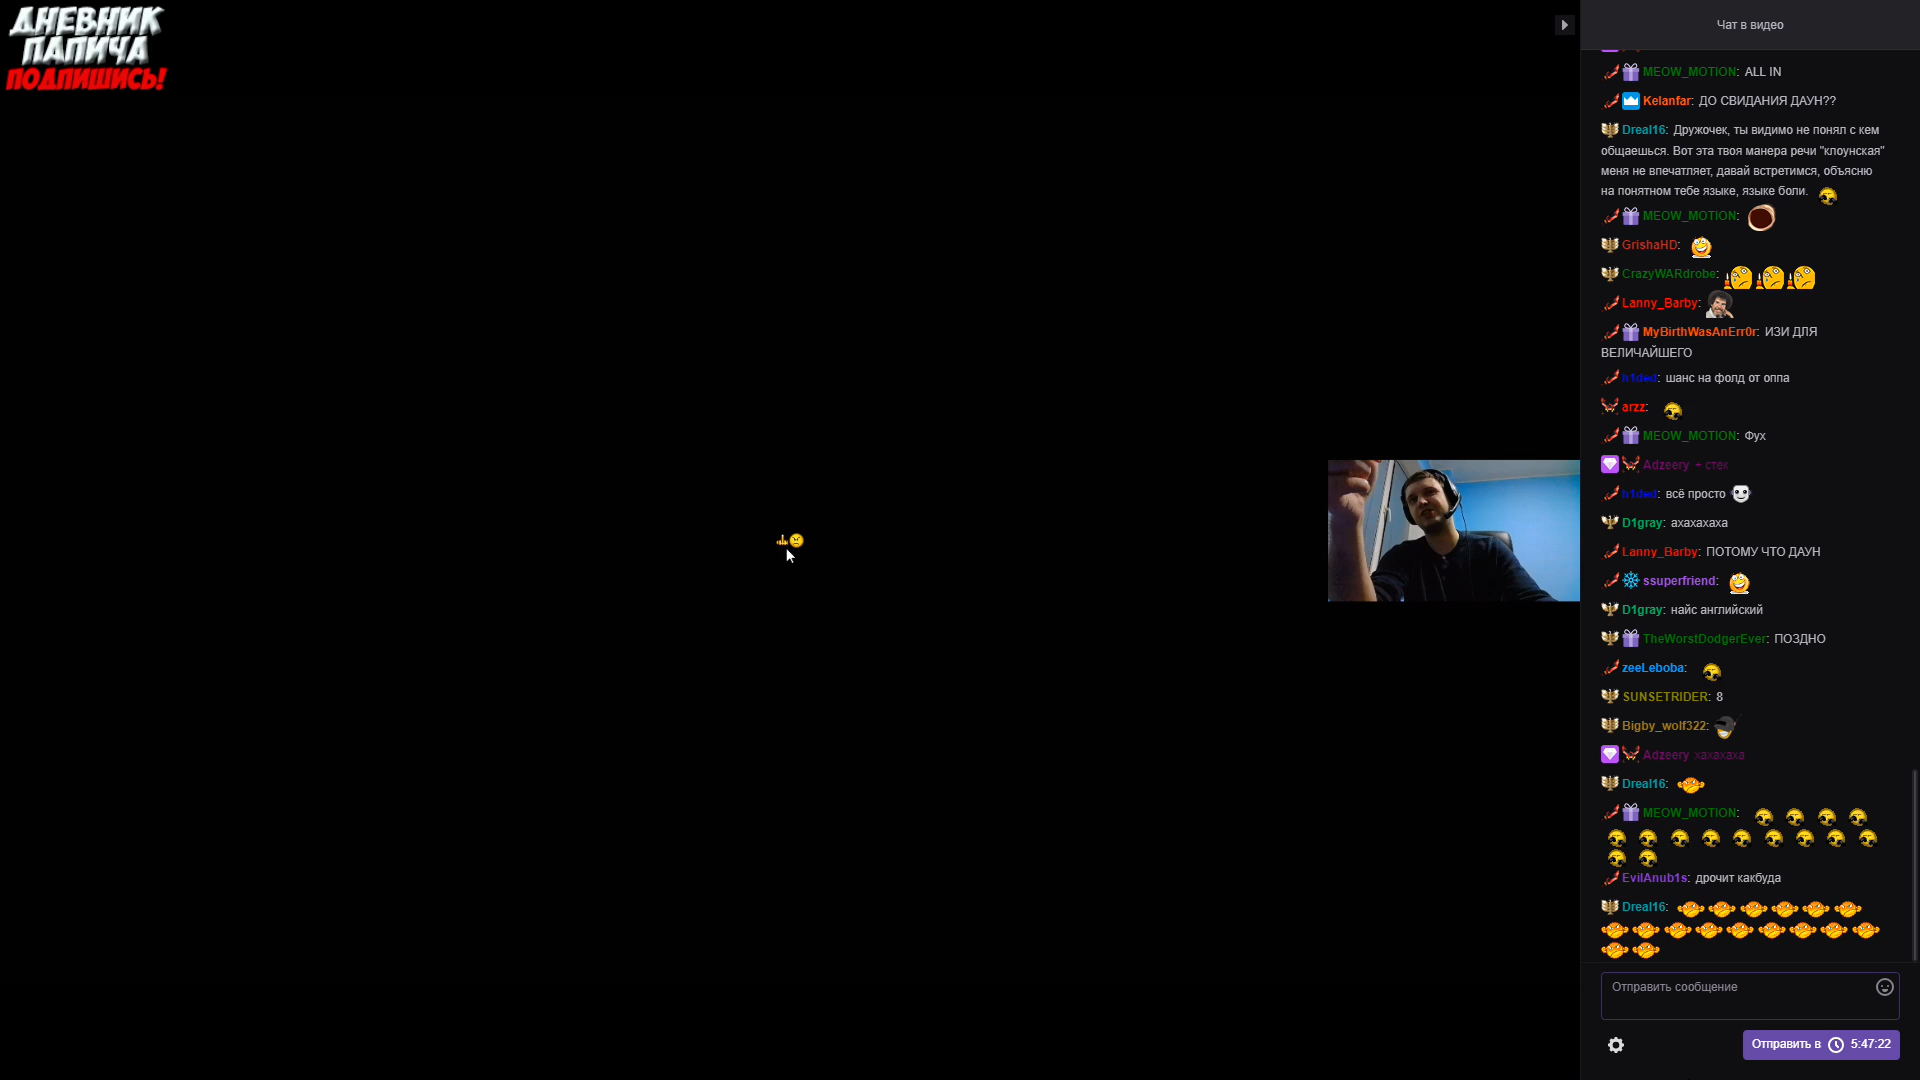 ДНЕВНИК
ПАПИЧА
ПОДПИШИСЬ!
Чат в видео
MEOW_MOTION: ALL IN
Kelanfar: ДО СВИДАНИЯ ДАУН??
Dreal16: Дружочек, ты видимо не понял с кем
общаешься. Вот эта твоя манера речи "клоунская"
меня не впечатляет, давай встретимся, объясню
на понятном тебе языке, языке боли.
MEOW_MOTION:
GrishaHD:
CrazyWARdrobe:
Lanny_Barby:
MyBirthWasAnErr0r: ИЗИ ДЛЯ
ВЕЛИЧАЙШЕГО
h1ded: шанс на фолд от оппа
arzz:
MEOW_MOTION: Фух
Adzeery + стек
h1ded: всё просто
D1gray: ахахахаха
Lanny_Barby: ПОТОМУ ЧТО ДАУН
ssuperfriend:
D1gray: найс английский
TheWorstDodgerEver: ПОЗДНО
zeeLeboba:
SUNSETRIDER: 8
Bigby_wolf322:
Adzeery хахахаха
Dreal16:
MEOW_MOTION:
EvilAnub1s: дрочит какбуда
Dreal16:
Отправить сообщение
Отправить в 5:47:22